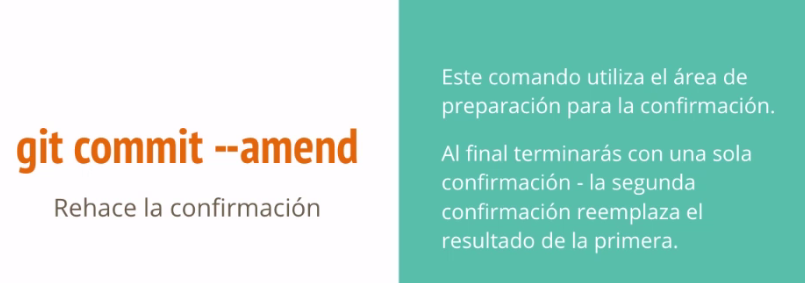 git commit --amend
Rehace la confirmación
Este comando utiliza el área de
preparación para la confirmación.
Al final terminarás con una sola
confirmación - la segunda
confirmación reemplaza el
resultado de la primera.